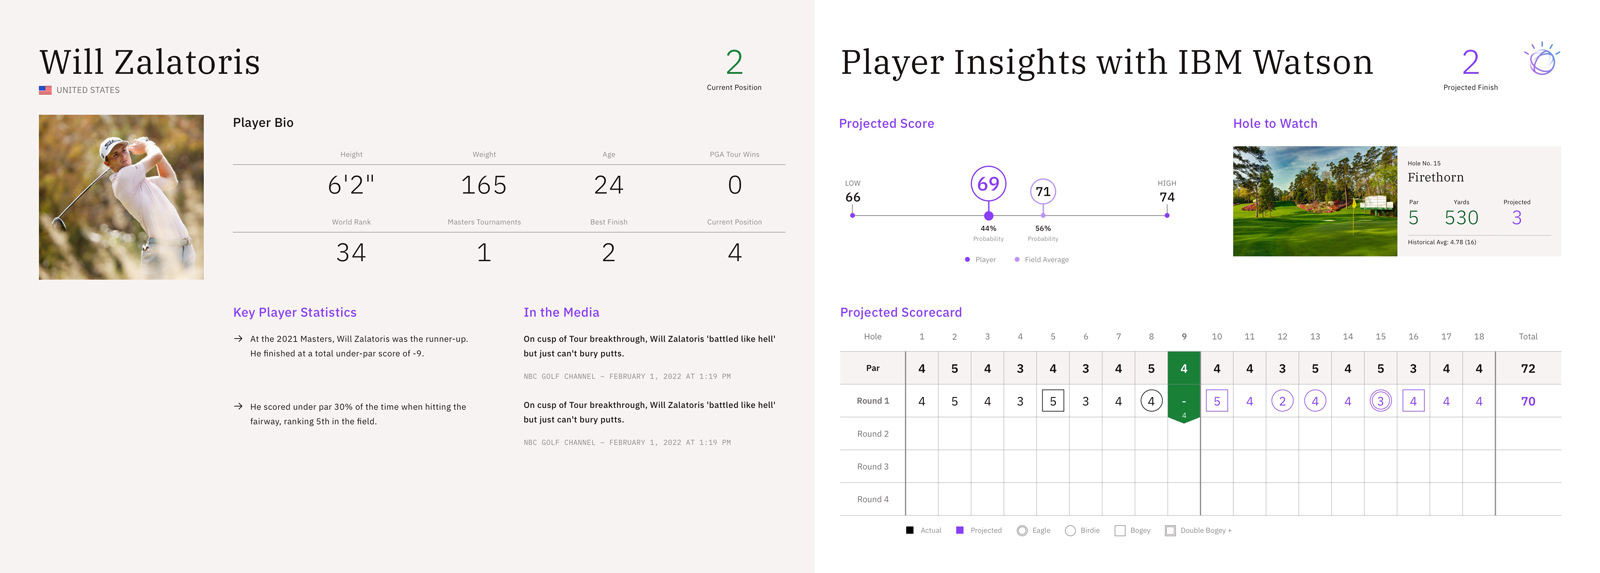 Will Zalatoris
UNITED STATES
2
Current Position
Player Bio
Height Weight Age PGA Tour Wins
6'2" 165 24 0
World Rank Masters Tournaments Best Finish Current Position
34 1 2 4
Key Player Statistics
→ At the 2021 Masters, Will Zalatoris was the runner-up.
He finished at a total under-par score of -9.
→ He scored under par 30% of the time when hitting the
fairway, ranking 5th in the field.
In the Media
On cusp of Tour breakthrough, Will Zalatoris 'battled like hell'
but just can't bury putts.
NBC GOLF CHANNEL – FEBRUARY 1, 2022 AT 1:19 PM
On cusp of Tour breakthrough, Will Zalatoris 'battled like hell'
but just can't bury putts.
NBC GOLF CHANNEL – FEBRUARY 1, 2022 AT 1:19 PM
Player Insights with IBM Watson
2
Projected Finish
Projected Score
LOW
66
69
44%
Probability
71
56%
Probability
HIGH
74
Player Field Average
Hole to Watch
Hole No. 15
Firethorn
Par Yards Projected
5 530 3
Historical Avg: 4.78 (16)
Projected Scorecard
Hole 1 2 3 4 5 6 7 8 9 10 11 12 13 14 15 16 17 18 Total
Par 4 5 4 3 4 3 4 5 4 4 4 3 5 4 5 3 4 4 72
Round 1 4 5 4 3 5 3 4 4 - 5 4 2 4 4 3 4 4 4 70
4
Round 2
Round 3
Round 4
Actual Projected Eagle Birdie Bogey Double Bogey +